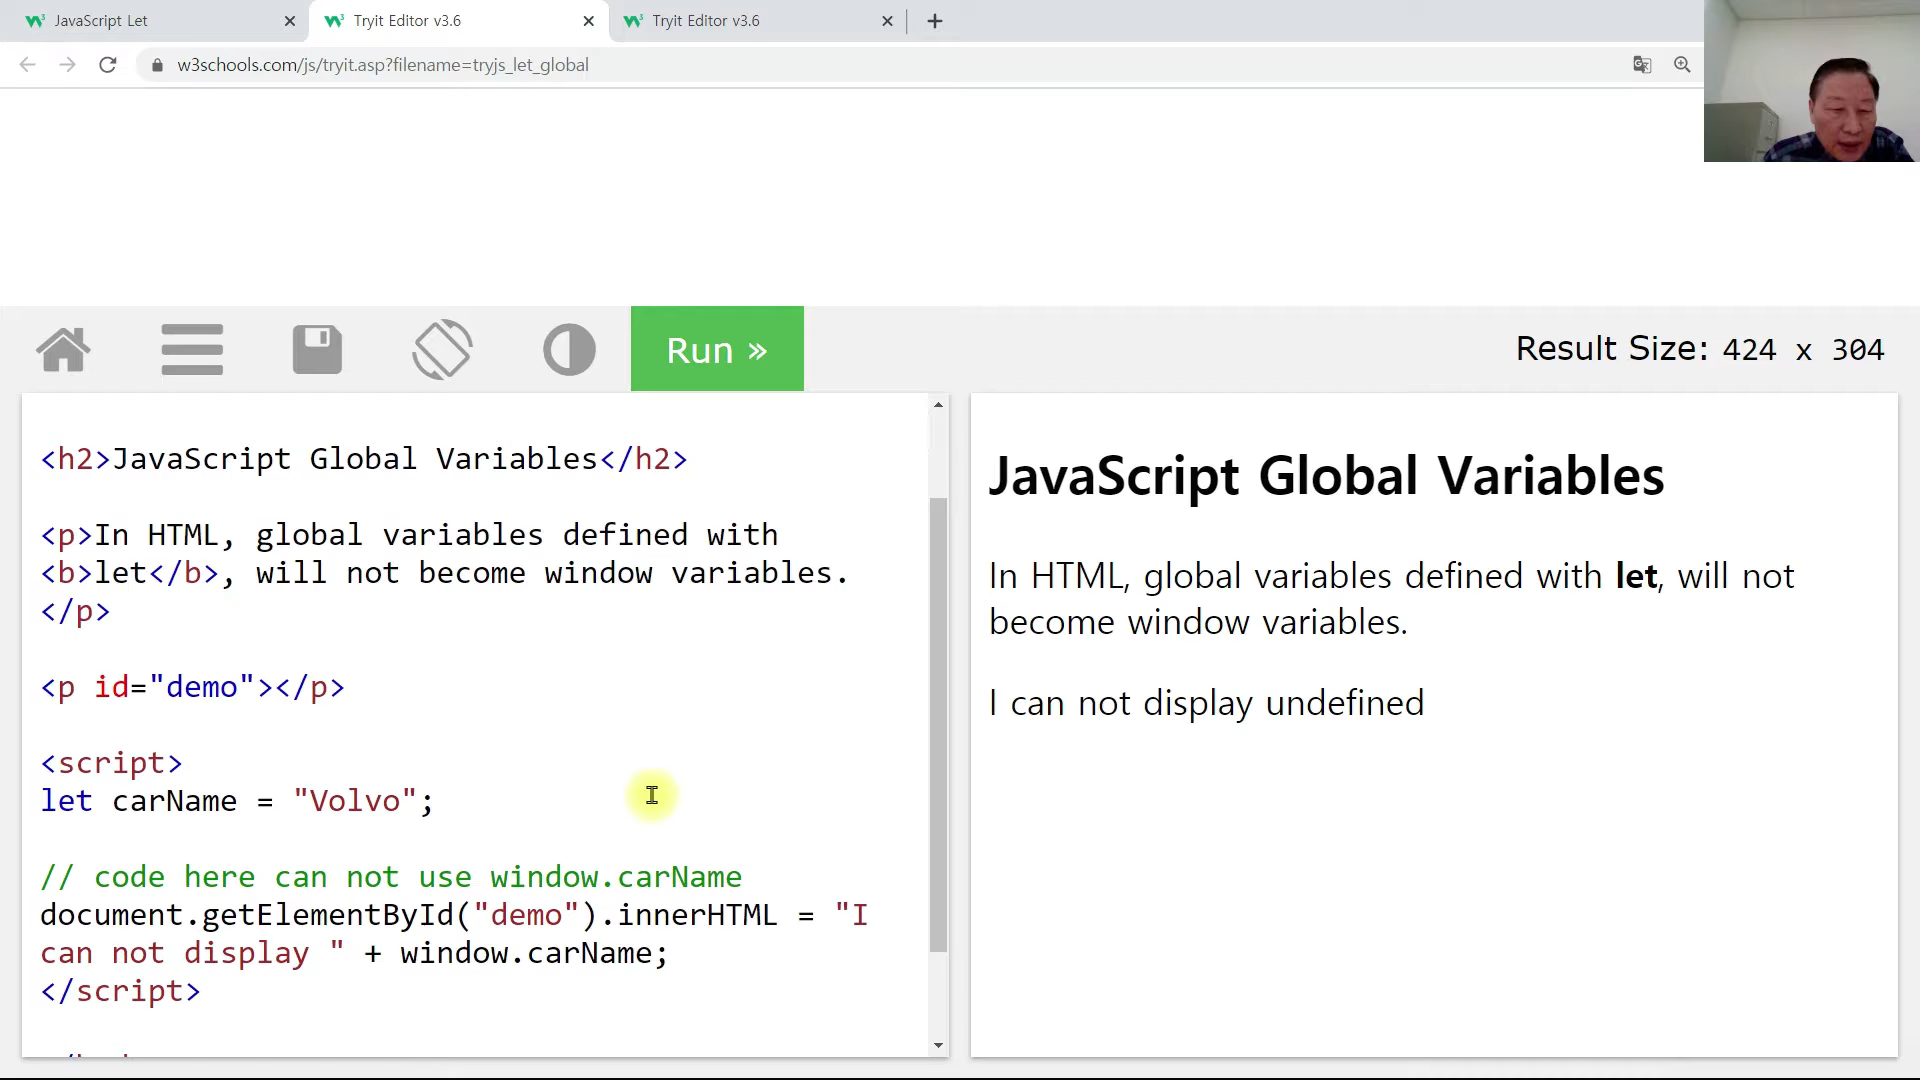 JavaScript Let
Tryit Editor v3.6
Tryit Editor v3.6
w3schools.com/js/tryit.asp?filename=tryjs_let_global
Run »
Result Size: 424 x 304
<h2>JavaScript Global Variables</h2>
<p>In HTML, global variables defined with
<b>let</b>, will not become window variables.
</p>
<p id="demo"></p>
<script>
let carName = "Volvo";
// code here can not use window.carName
document.getElementById("demo").innerHTML = "I
can not display " + window.carName;
</script>
JavaScript Global Variables
In HTML, global variables defined with let, will not
become window variables.
I can not display undefined